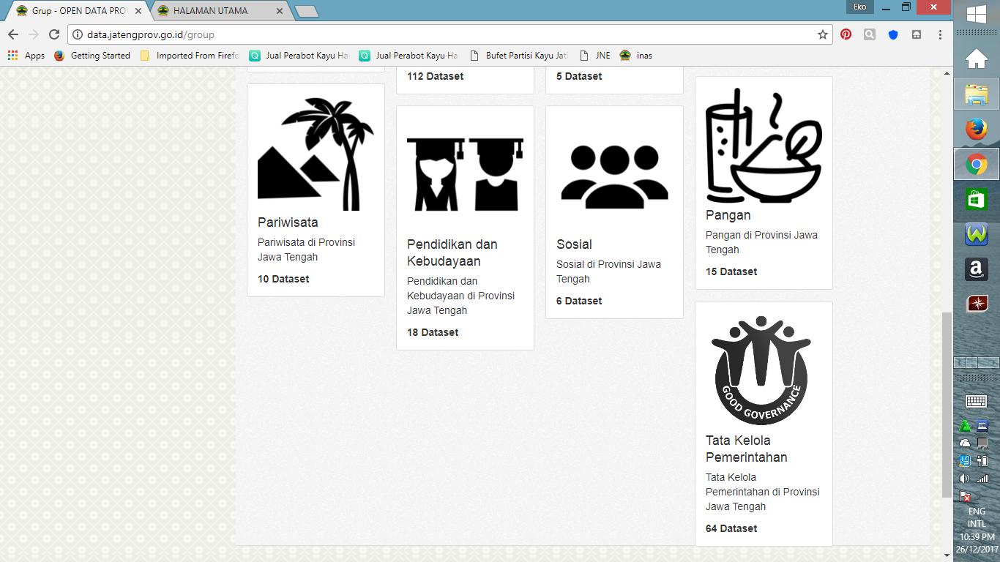 Grup - OPEN DATA PRO
HALAMAN UTAMA
Eko
data.jatengprov.go.id/group
Apps
Getting Started
Imported From Firefo
Jual Perabot Kayu Ha
Jual Perabot Kayu Ha
Bufet Partisi Kayu Jati
JNE
inas
112 Dataset
5 Dataset
Pariwisata
Pariwisata di Provinsi
Jawa Tengah
10 Dataset
Pendidikan dan
Kebudayaan
Pendidikan dan
Kebudayaan di Provinsi
Jawa Tengah
18 Dataset
Sosial
Sosial di Provinsi Jawa
Tengah
6 Dataset
Pangan
Pangan di Provinsi Jawa
Tengah
15 Dataset
GOOD GOVERNANCE
Tata Kelola
Pemerintahan
Tata Kelola
Pemerintahan di Provinsi
Jawa Tengah
64 Dataset
ENG
INTL
10:39 PM
26/12/2017